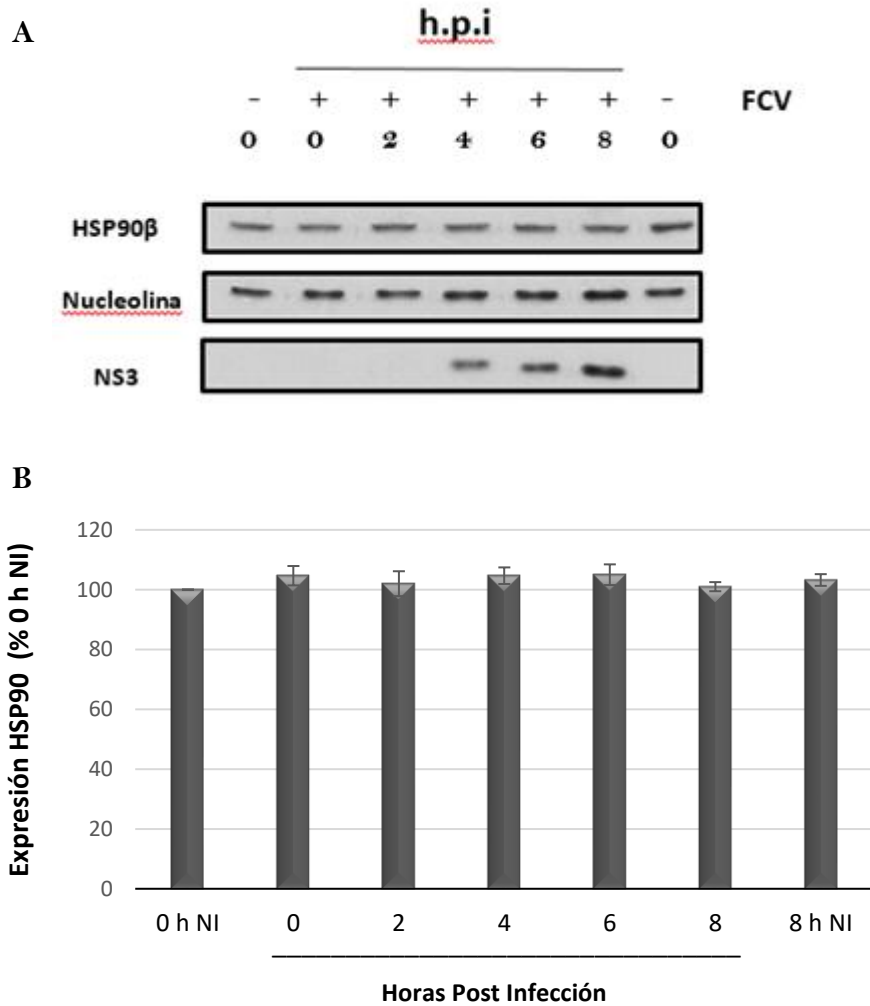 A
h.p.i
- + + + + + - FCV
0 0 2 4 6 8 0
HSP90β
Nucleolina
NS3
B
Expresión HSP90 (% 0 h NI)
120
100
80
60
40
20
0
0 h NI 0 2 4 6 8 8 h NI
Horas Post Infección